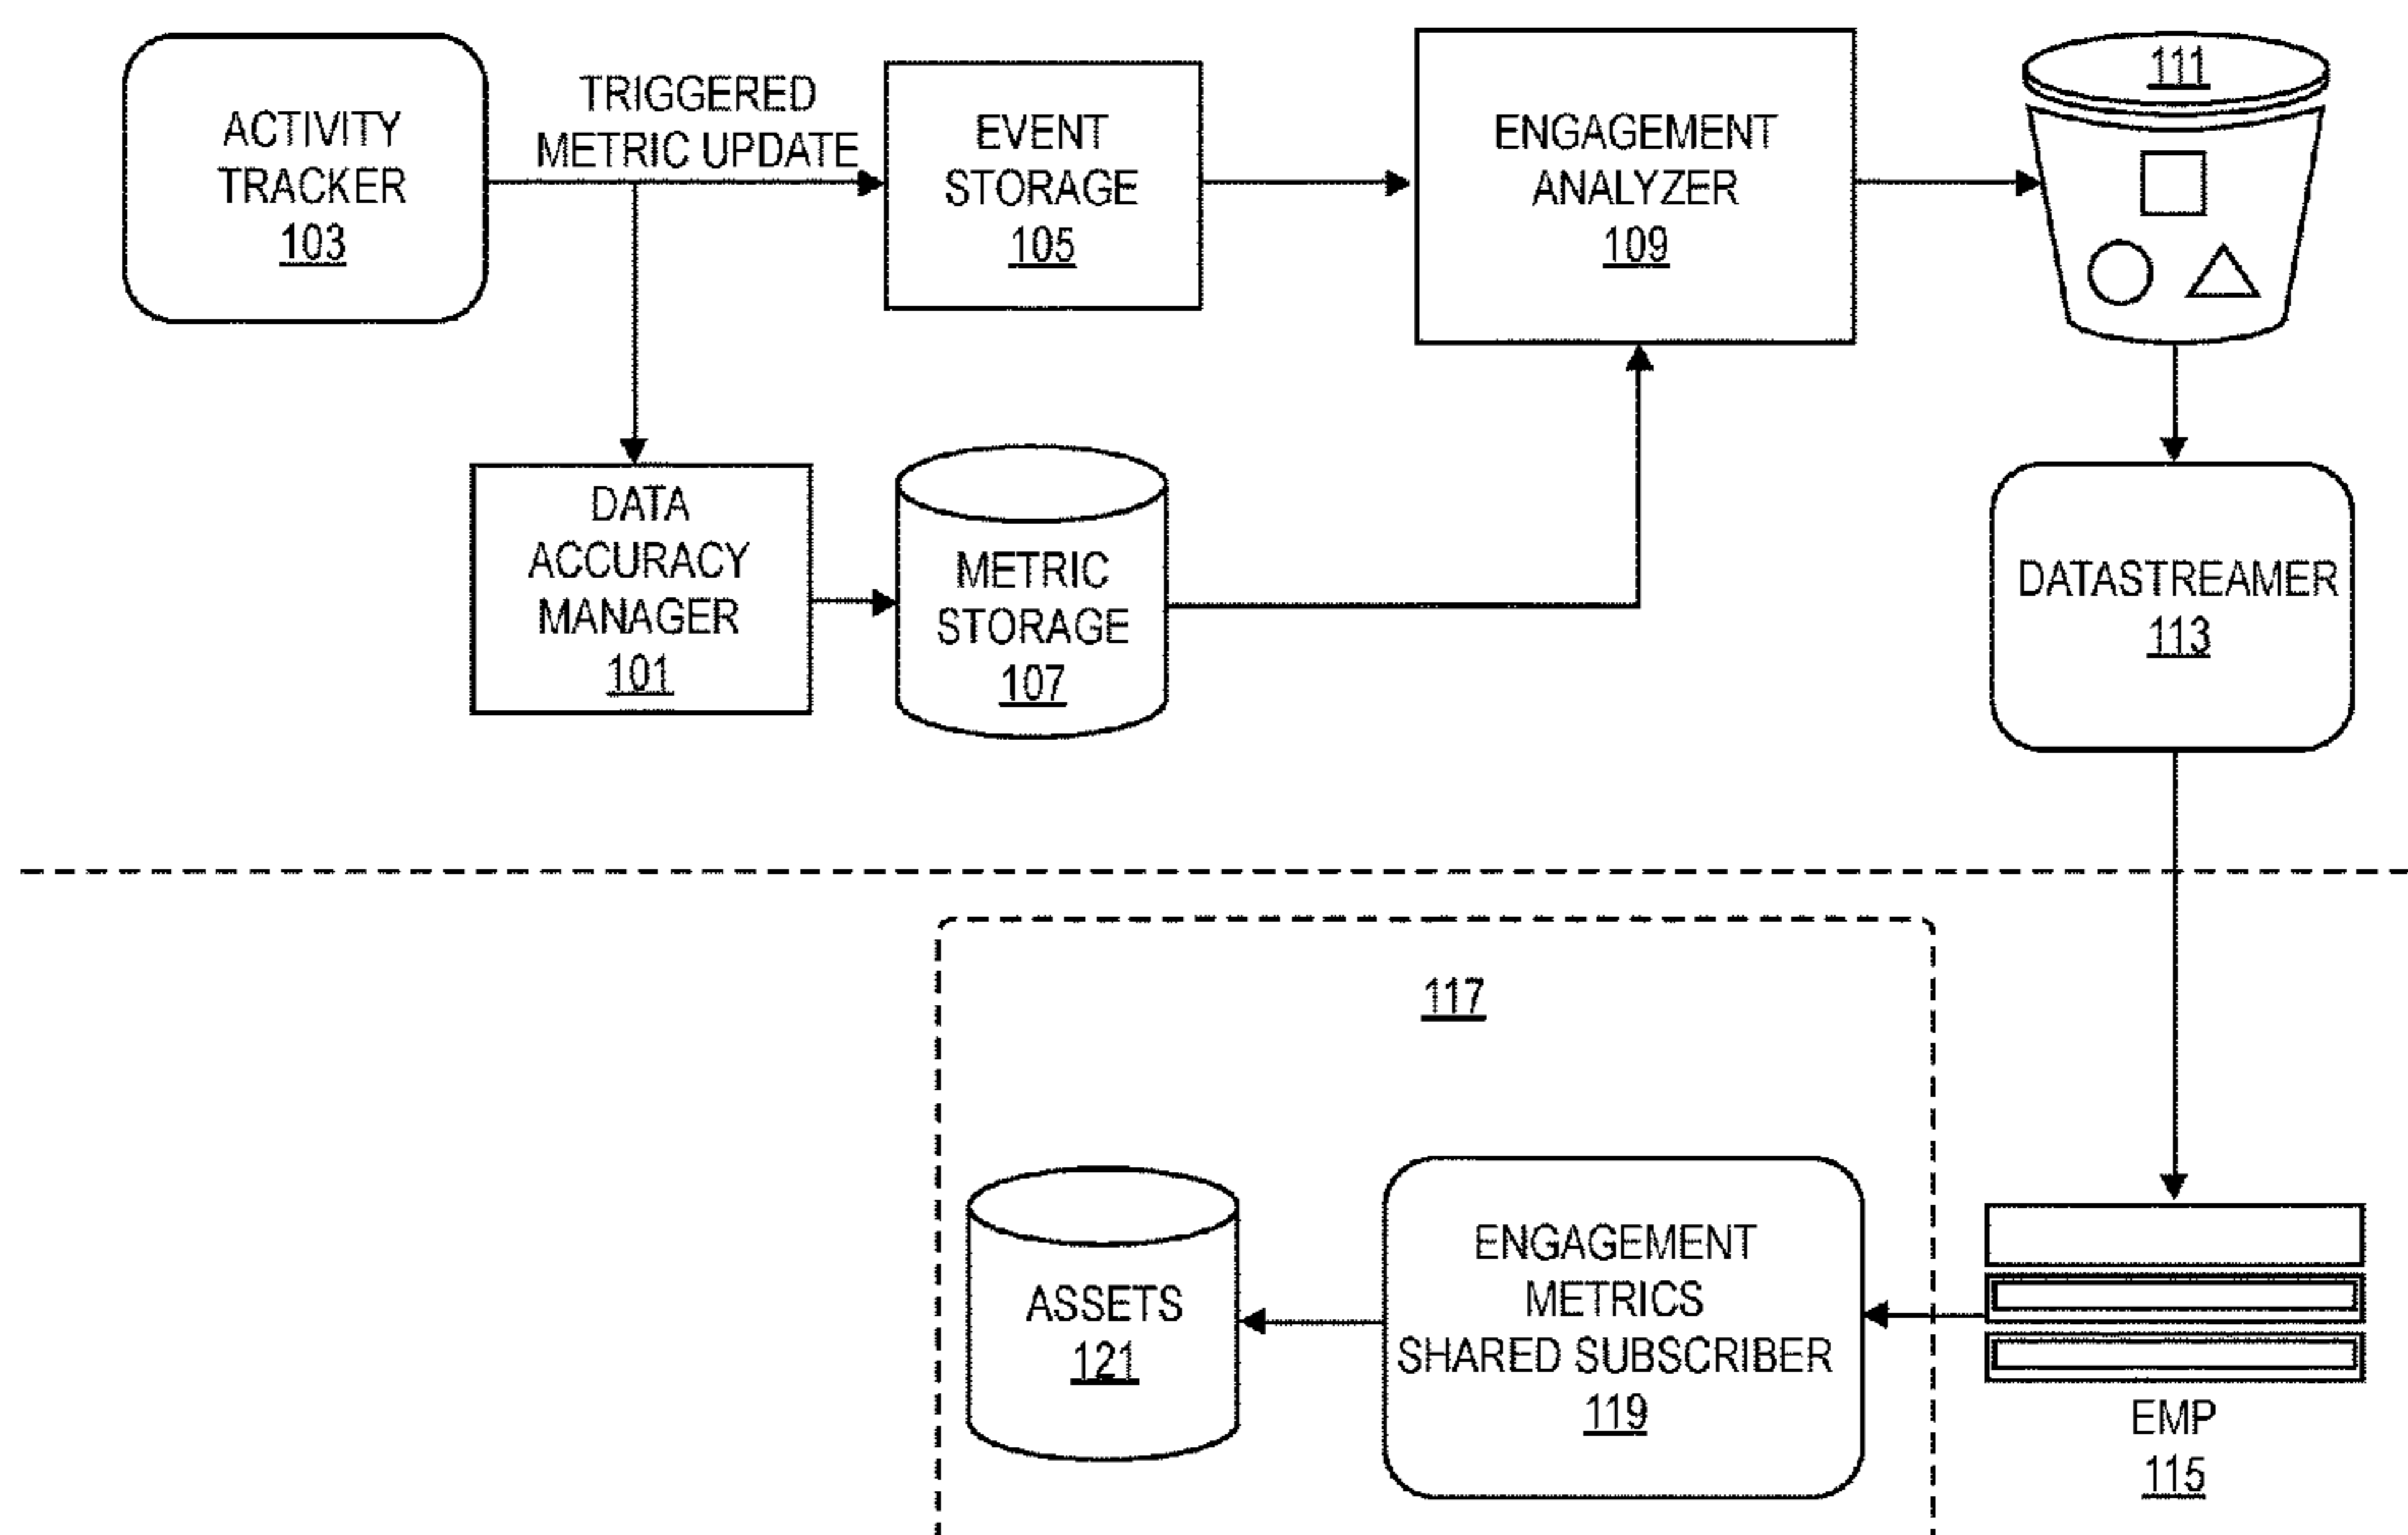 ACTIVITY
TRACKER
103
TRIGGERED
METRIC UPDATE
EVENT
STORAGE
105
ENGAGEMENT
ANALYZER
109
111
DATA
ACCURACY
MANAGER
101
METRIC
STORAGE
107
DATASTREAMER
113
117
ASSETS
121
ENGAGEMENT
METRICS
SHARED SUBSCRIBER
119
EMP
115